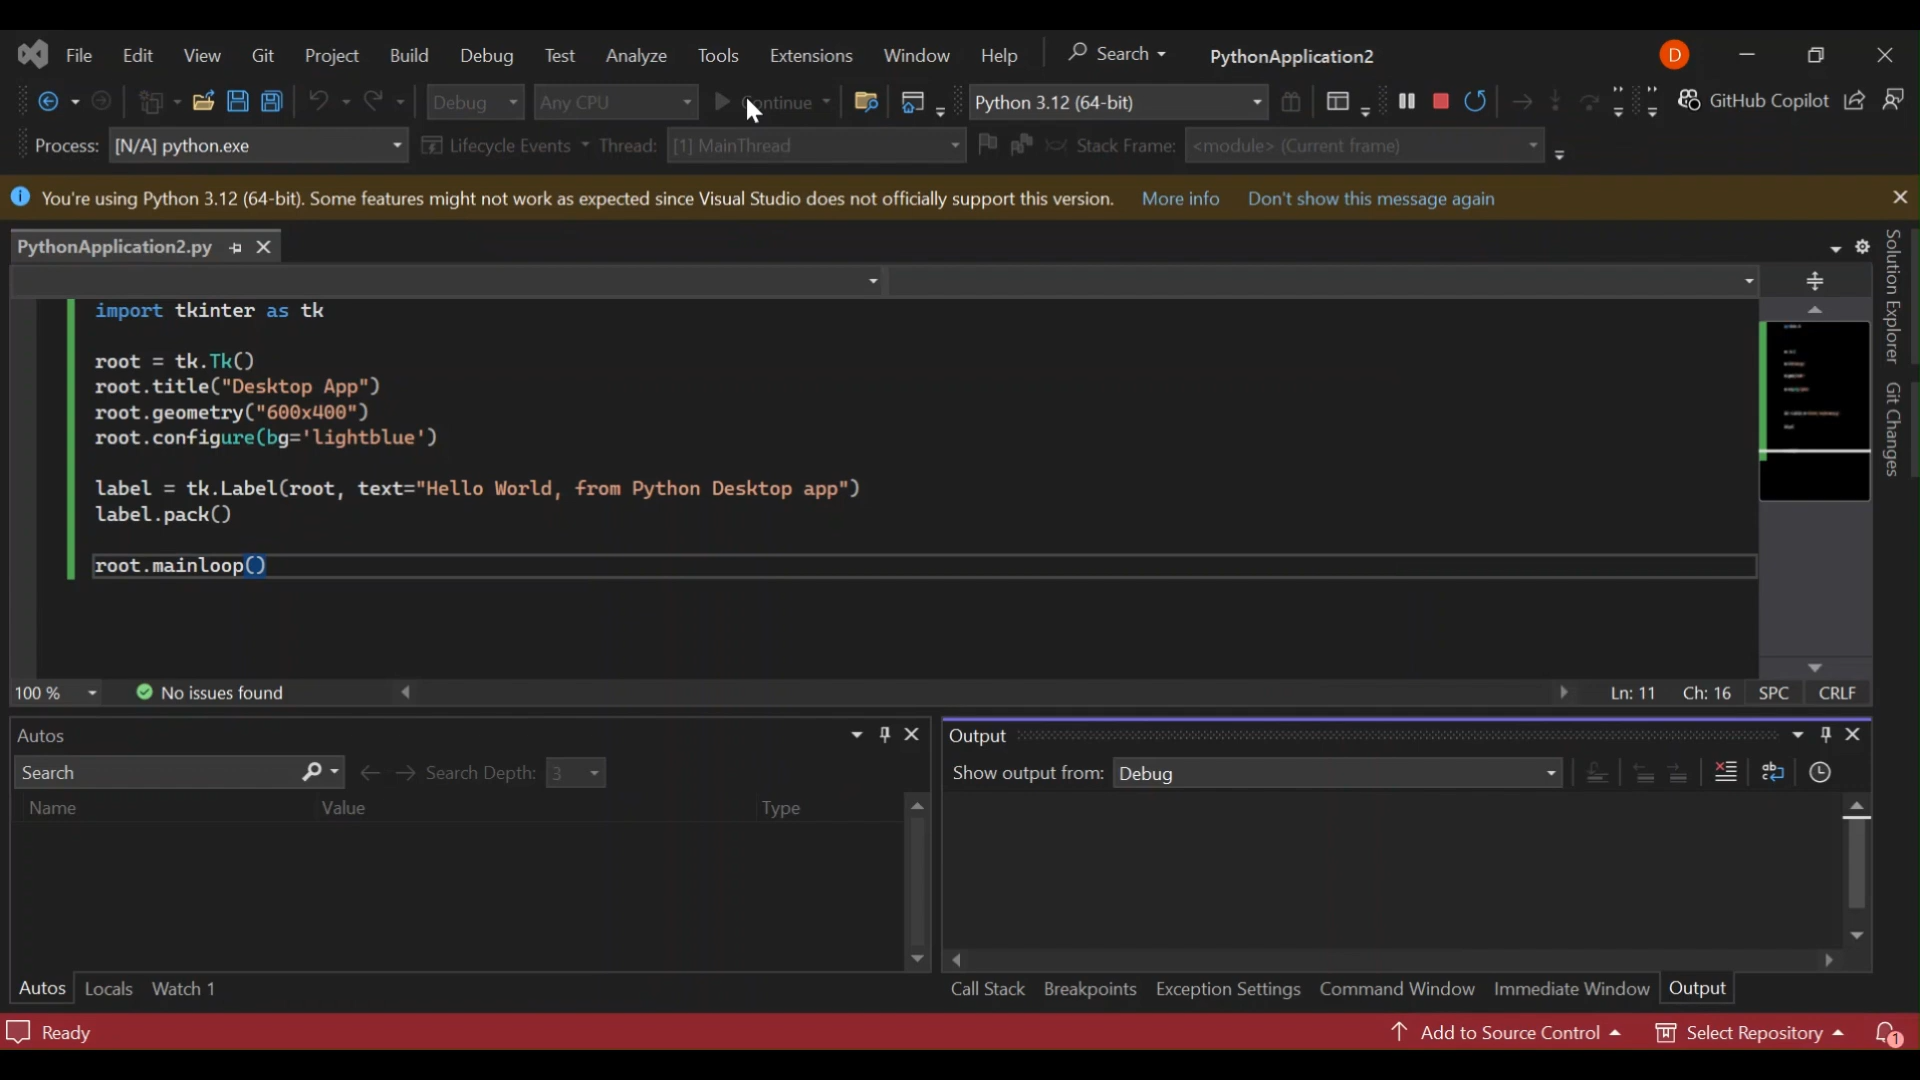 File Edit View Git Project Build Debug Test Analyze Tools Extensions Window Help Search PythonApplication2 D
Debug Any CPU Continue Python 3.12 (64-bit) GitHub Copilot
Process: [N/A] python.exe Lifecycle Events Thread: [1] MainThread Stack Frame: <module> (Current frame)
You're using Python 3.12 (64-bit). Some features might not work as expected since Visual Studio does not officially support this version. More info Don't show this message again
PythonApplication2.py
Solution Explorer
Git Changes
import tkinter as tk
root = tk.Tk()
root.title("Desktop App")
root.geometry("600x400")
root.configure(bg='lightblue')
label = tk.Label(root, text="Hello World, from Python Desktop app")
label.pack()
root.mainloop()
100 % No issues found Ln: 11 Ch: 16 SPC CRLF
Autos
Search Search Depth: 3
Name Value Type
Autos Locals Watch 1
Output
Show output from: Debug
Call Stack Breakpoints Exception Settings Command Window Immediate Window Output
Ready Add to Source Control Select Repository 1